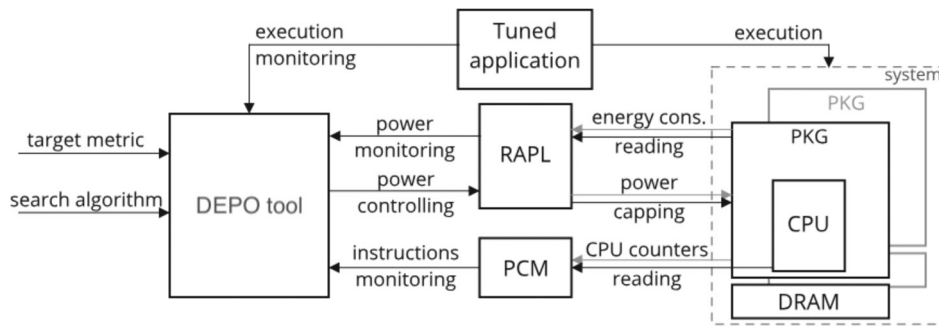 execution
monitoring
Tuned
application
execution
system
PKG
target metric
search algorithm
DEPO tool
power
monitoring
power
controlling
RAPL
energy cons.
reading
power
capping
PKG
CPU
instructions
monitoring
PCM
CPU counters
reading
DRAM